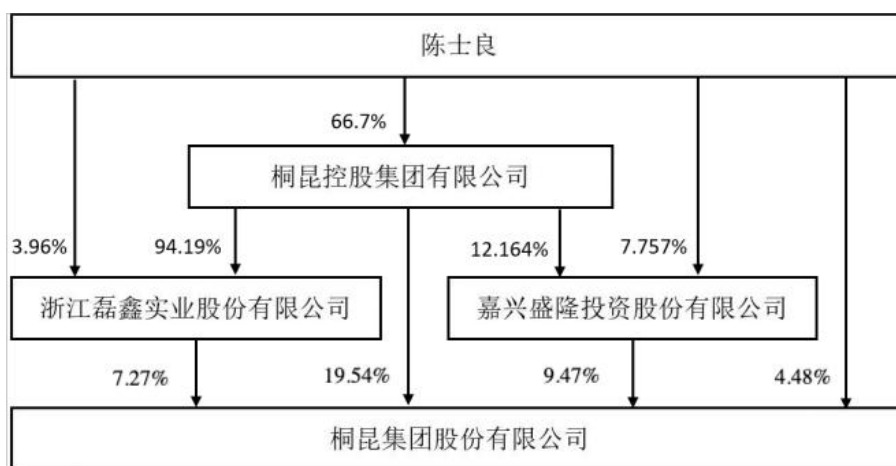 陈士良
66.7%
桐昆控股集团有限公司
3.96%
94.19%
12.164%
7.757%
浙江磊鑫实业股份有限公司
嘉兴盛隆投资股份有限公司
7.27%
19.54%
9.47%
4.48%
桐昆集团股份有限公司